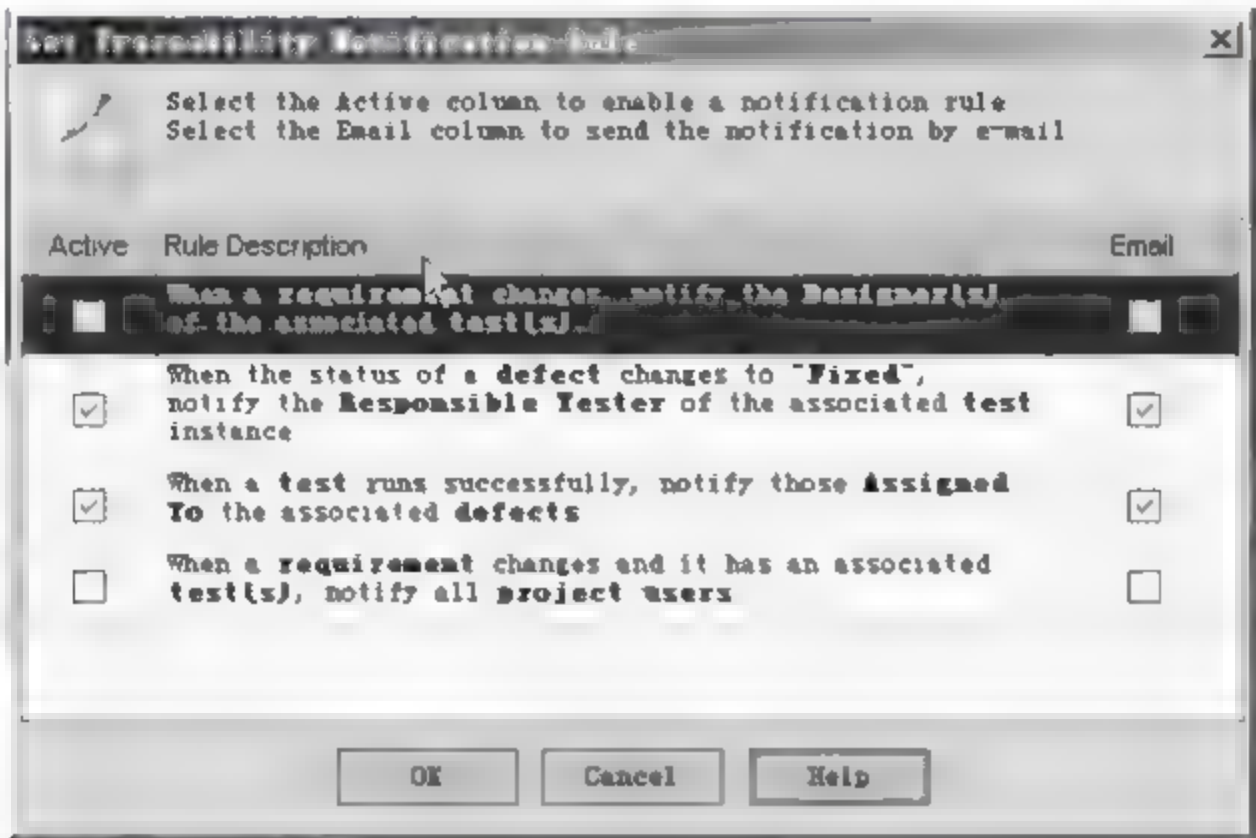 Set Traceability Notification Rule
Select the Active column to enable a notification rule
Select the Email column to send the notification by e-mail
Active Rule Description Email
When a requirement changes, notify the Designer(s)
of the associated test(s).
When the status of a defect changes to "Fixed",
notify the Responsible Tester of the associated test
instance
When a test runs successfully, notify those Assigned
To the associated defects
When a requirement changes and it has an associated
test(s), notify all project users
OK Cancel Help